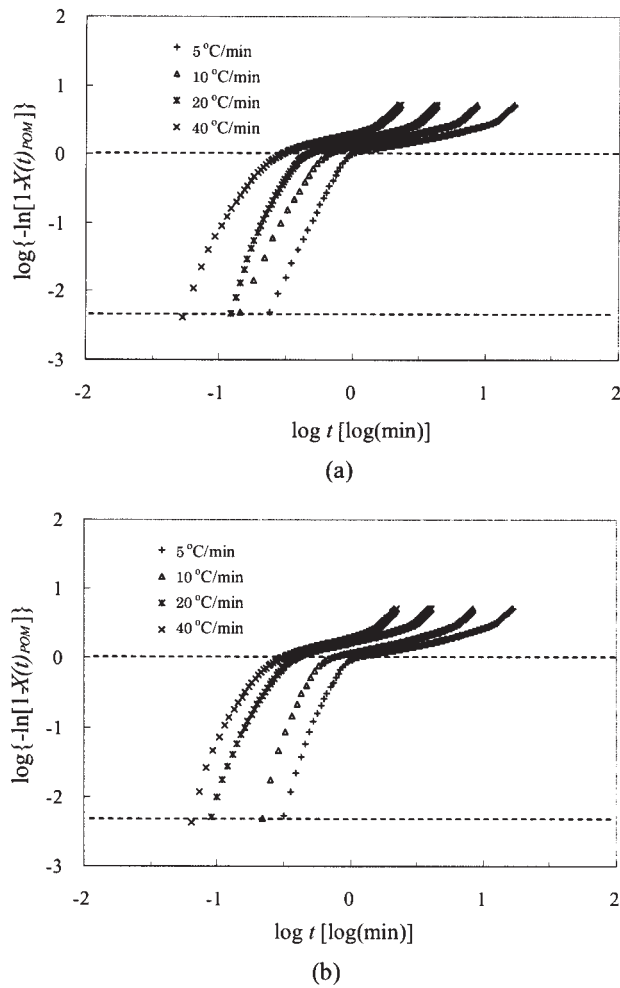 2
5 °C/min
10 °C/min
20 °C/min
40 °C/min
1
0
-1
-2
-3
log{-ln[1-X(t)POM]}
-2
-1
0
1
2
log t [log(min)]
(a)
2
5 °C/min
10 °C/min
20 °C/min
40 °C/min
1
0
-1
-2
-3
log{-ln[1-X(t)POM]}
-2
-1
0
1
2
log t [log(min)]
(b)